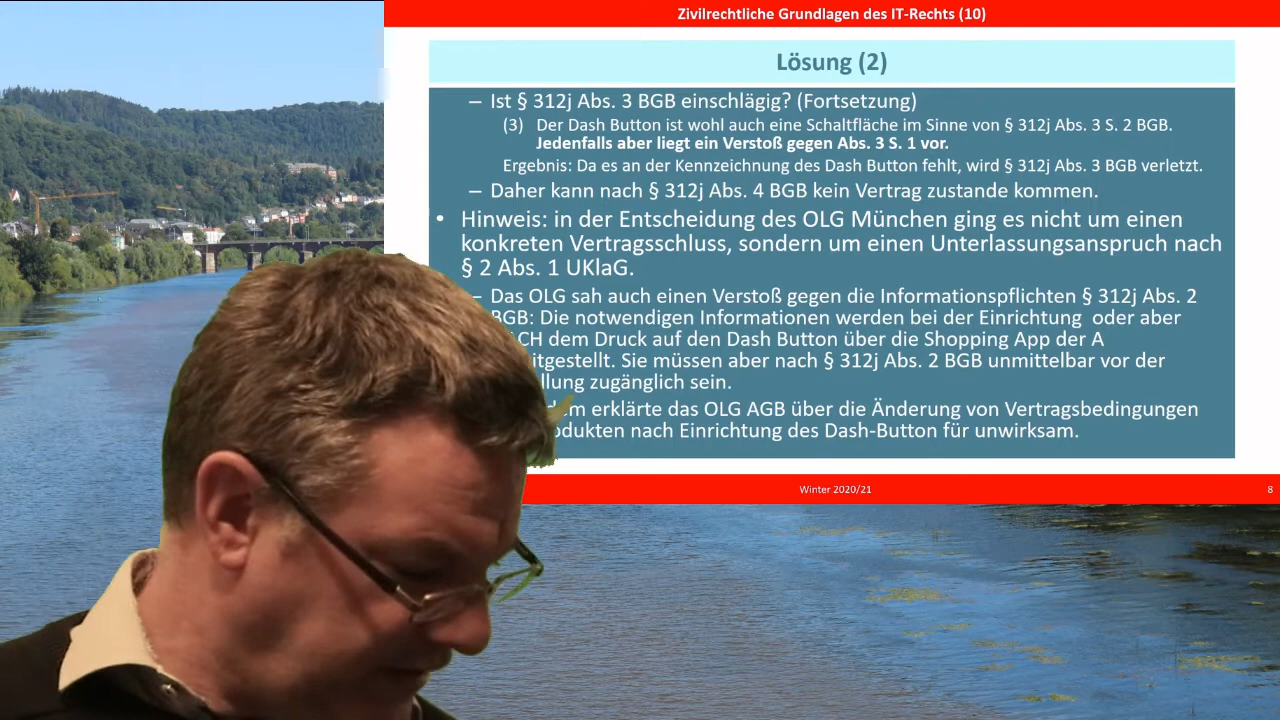 Zivilrechtliche Grundlagen des IT-Rechts (10)
Lösung (2)
– Ist § 312j Abs. 3 BGB einschlägig? (Fortsetzung)
(3) Der Dash Button ist wohl auch eine Schaltfläche im Sinne von § 312j Abs. 3 S. 2 BGB.
Jedenfalls aber liegt ein Verstoß gegen Abs. 3 S. 1 vor.
Ergebnis: Da es an der Kennzeichnung des Dash Button fehlt, wird § 312j Abs. 3 BGB verletzt.
– Daher kann nach § 312j Abs. 4 BGB kein Vertrag zustande kommen.
• Hinweis: in der Entscheidung des OLG München ging es nicht um einen
konkreten Vertragsschluss, sondern um einen Unterlassungsanspruch nach
§ 2 Abs. 1 UKlaG.
– Das OLG sah auch einen Verstoß gegen die Informationspflichten § 312j Abs. 2
BGB: Die notwendigen Informationen werden bei der Einrichtung oder aber
CH dem Druck auf den Dash Button über die Shopping App der A
itgestellt. Sie müssen aber nach § 312j Abs. 2 BGB unmittelbar vor der
llung zugänglich sein.
dem erklärte das OLG AGB über die Änderung von Vertragsbedingungen
odukten nach Einrichtung des Dash-Button für unwirksam.
Winter 2020/21
8